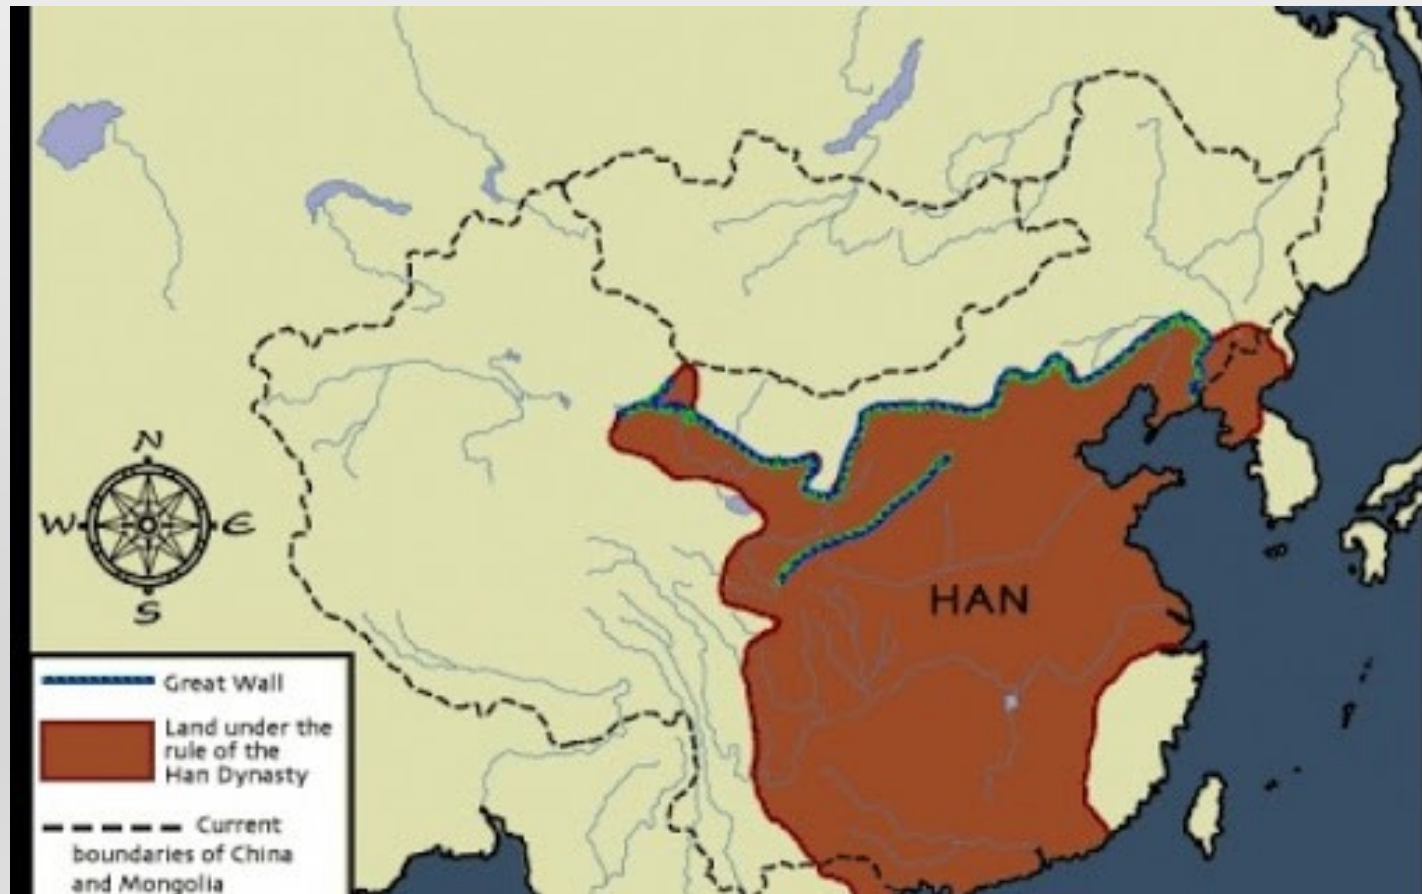 N
W E
S
HAN
Great Wall
Land under the
rule of the
Han Dynasty
Current
boundaries of China
and Mongolia